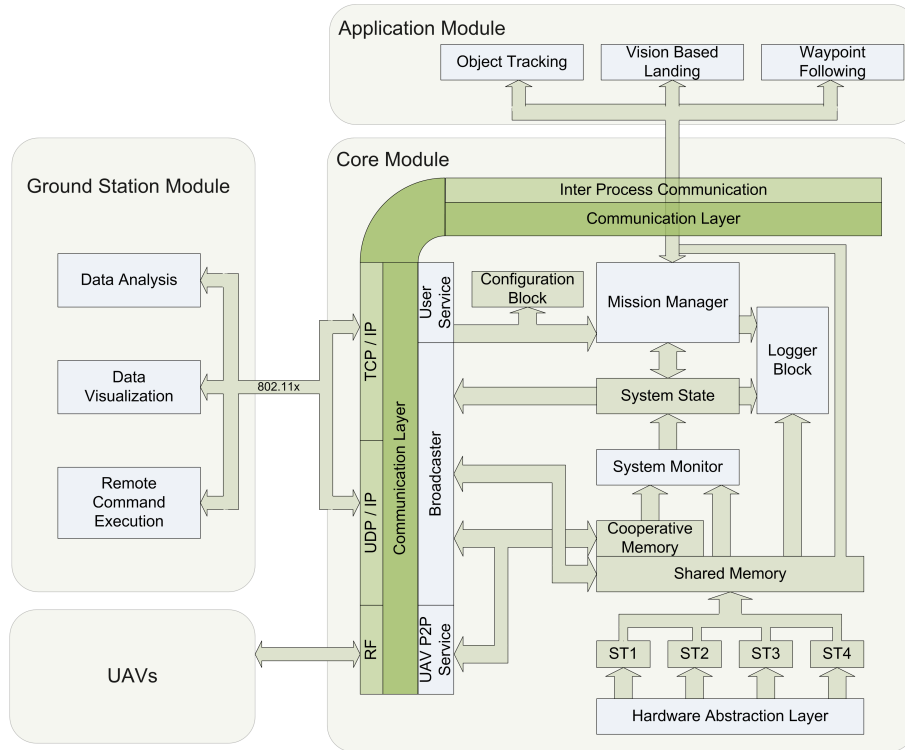 Application Module
Object Tracking
Vision Based
Landing
Waypoint
Following
Ground Station Module
Data Analysis
Data
Visualization
Remote
Command
Execution
802.11x
UAVs
Core Module
Inter Process Communication
Communication Layer
TCP / IP
UDP / IP
RF
Communication Layer
User
Service
Broadcaster
UAV P2P
Service
Configuration
Block
Mission Manager
Logger
Block
System State
System Monitor
Cooperative
Memory
Shared Memory
ST1
ST2
ST3
ST4
Hardware Abstraction Layer